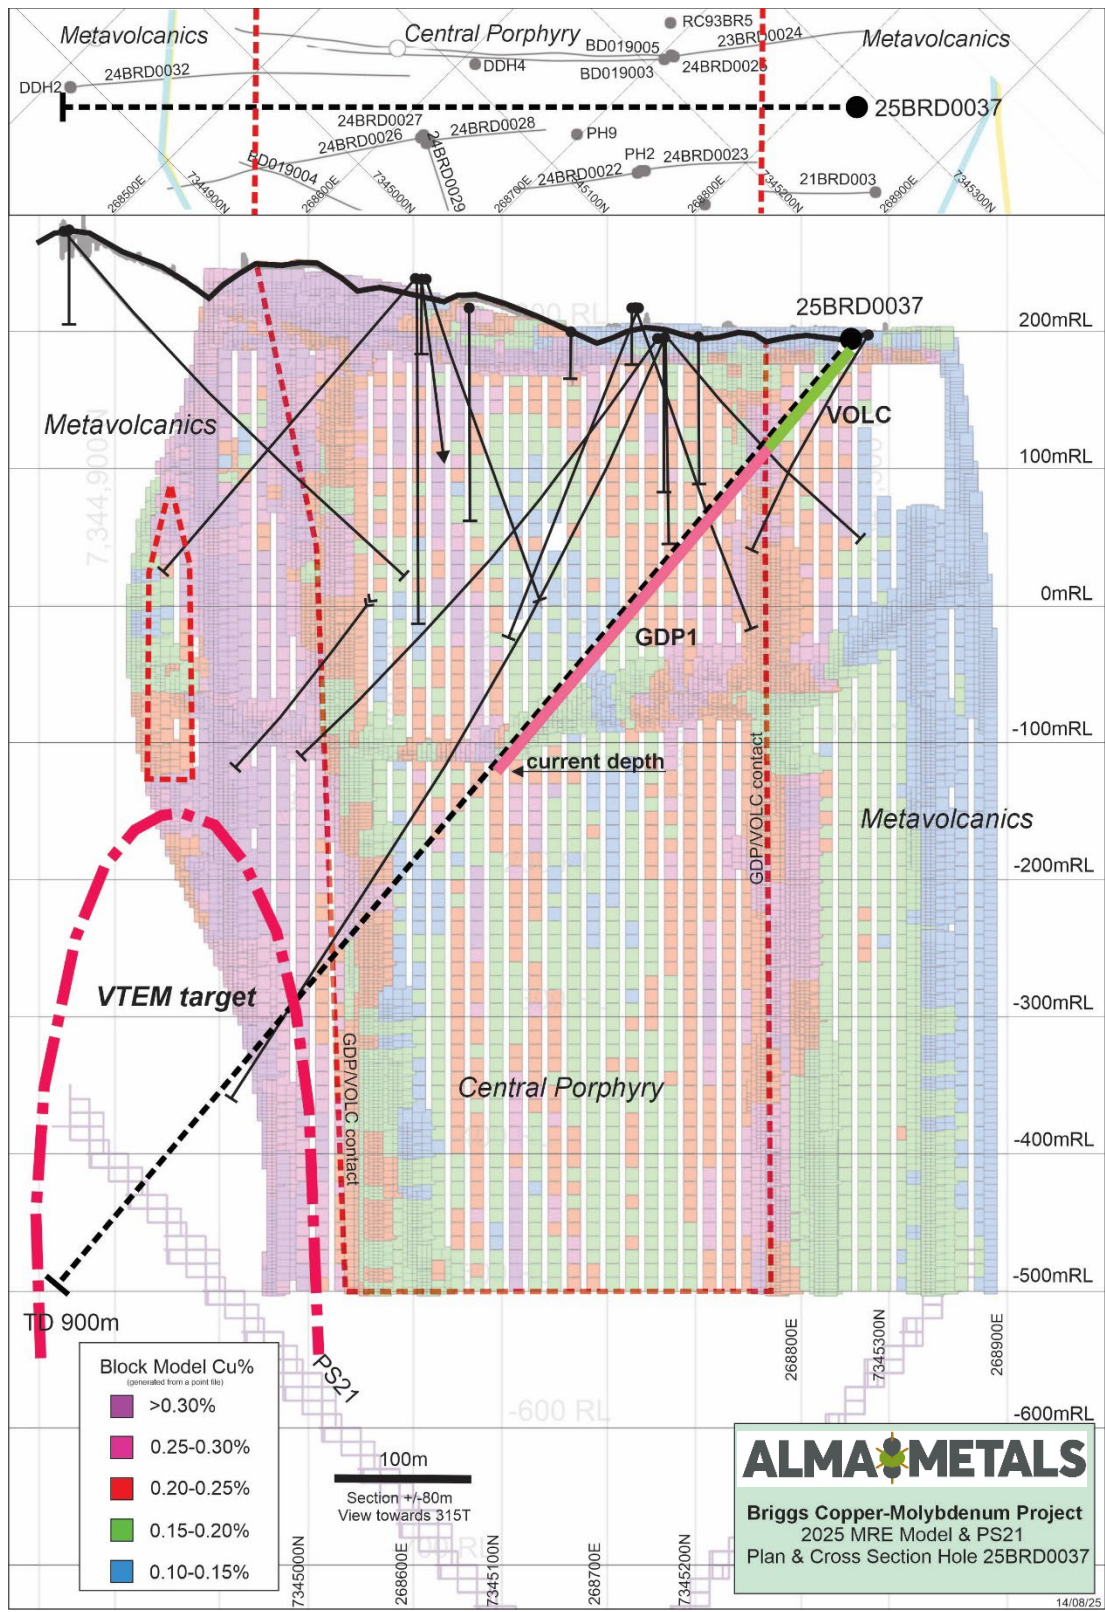 Metavolcanics
Central Porphyry
RC93BR5
23BRD0024
Metavolcanics
BD019005
DDH4
BD019003
24BRD0025
24BRD0032
DDH2
25BRD0037
24BRD0027
24BRD0026
24BRD0028
PH9
24BRD0029
BD019004
PH2
24BRD0023
24BRD0022
21BRD003
268500E
7344900N
268600E
7345000N
268700E
7345100N
268800E
7345200N
268900E
7345300N
25BRD0037
200mRL
VOLC
Metavolcanics
100mRL
7,344,900N
0mRL
GDP1
-100mRL
current depth
GDP/VOLC contact
Metavolcanics
-200mRL
VTEM target
-300mRL
GDP/VOLC contact
Central Porphyry
-400mRL
-500mRL
TD 900m
268800E
7345300N
268900E
PS21
-600 RL
-600mRL
Block Model Cu%
(generated from a point file)
>0.30%
0.25-0.30%
0.20-0.25%
0.15-0.20%
0.10-0.15%
100m
Section +/-80m
View towards 315T
7345000N
268600E
7345100N
268700E
7345200N
ALMA METALS
Briggs Copper-Molybdenum Project
2025 MRE Model & PS21
Plan & Cross Section Hole 25BRD0037
14/08/25